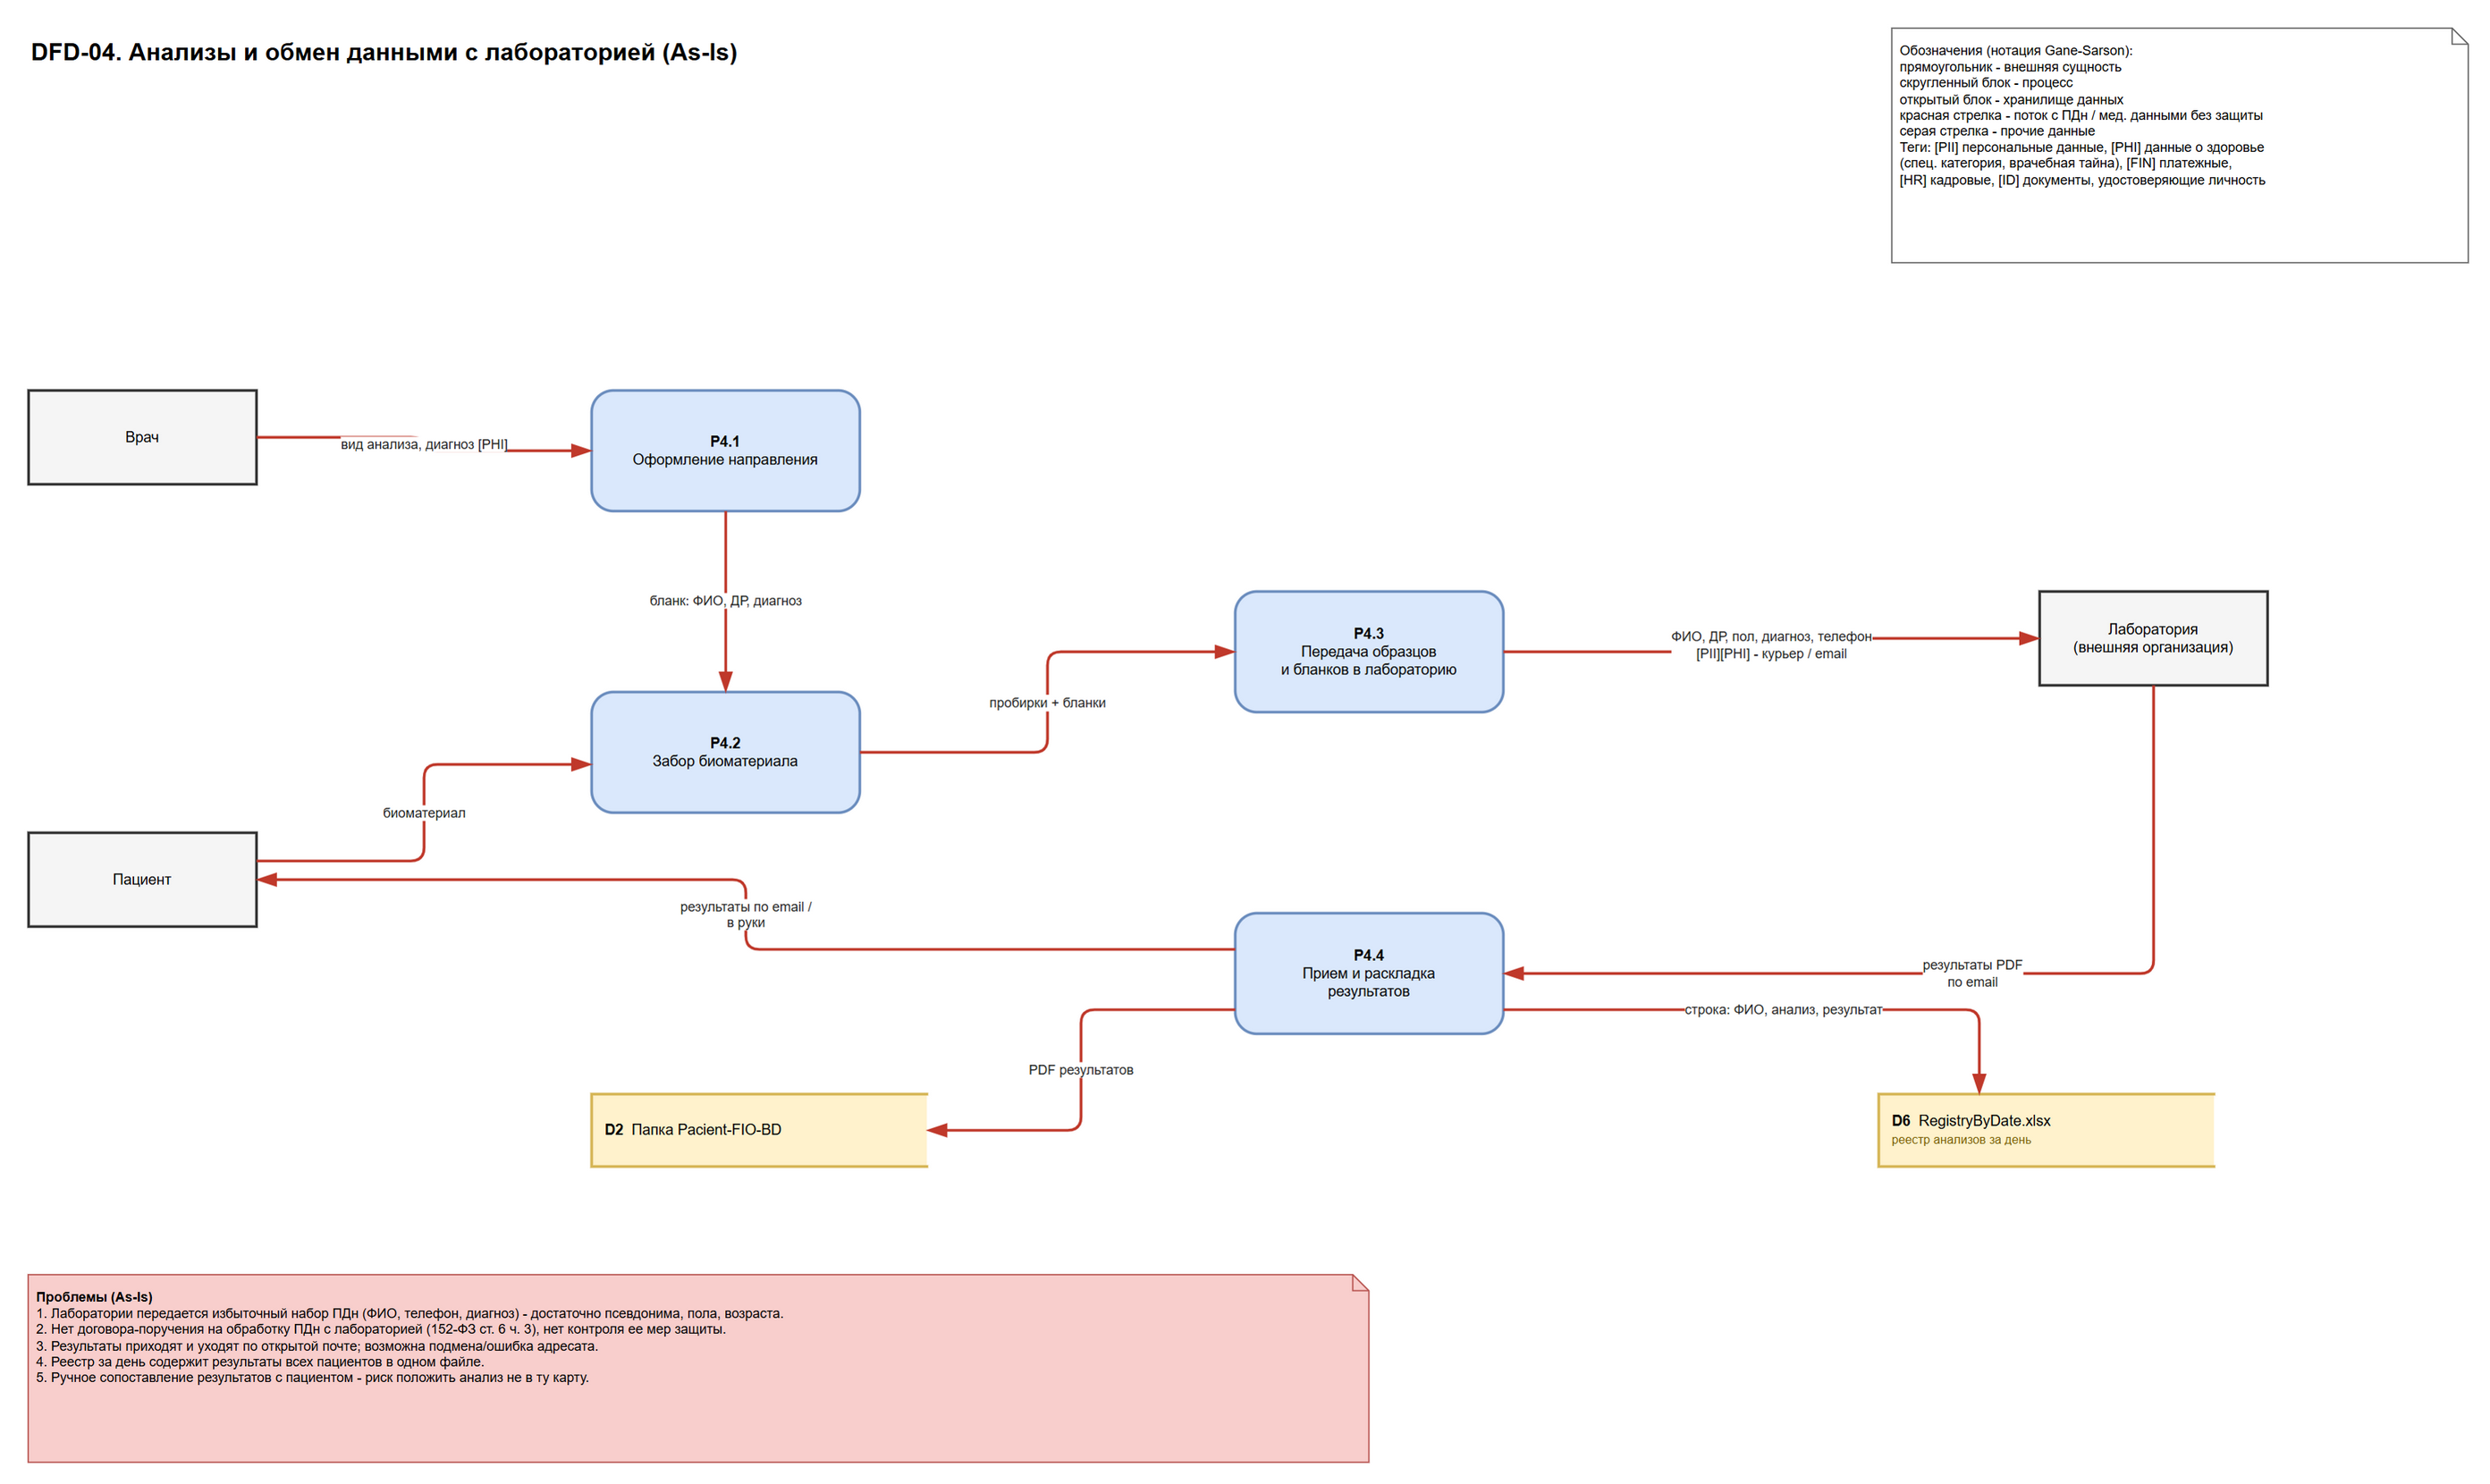 DFD-04. Анализы и обмен данными с лабораторией (As-Is)
Обозначения (нотация Gane-Sarson):
прямоугольник - внешняя сущность
скругленный блок - процесс
открытый блок - хранилище данных
красная стрелка - поток с ПДн / мед. данными без защиты
серая стрелка - прочие данные
Теги: [PII] персональные данные, [PHI] данные о здоровье
(спец. категория, врачебная тайна), [FIN] платежные,
[HR] кадровые, [ID] документы, удостоверяющие личность
Врач
вид анализа, диагноз [PHI]
P4.1
Оформление направления
бланк: ФИО, ДР, диагноз
P4.2
Забор биоматериала
биоматериал
Пациент
пробирки + бланки
P4.3
Передача образцов
и бланков в лабораторию
ФИО, ДР, пол, диагноз, телефон
[PII][PHI] - курьер / email
Лаборатория
(внешняя организация)
результаты по email /
в руки
P4.4
Прием и раскладка
результатов
результаты PDF
по email
строка: ФИО, анализ, результат
PDF результатов
D2 Папка Pacient-FIO-BD
D6 RegistryByDate.xlsx
реестр анализов за день
Проблемы (As-Is)
1. Лаборатории передается избыточный набор ПДн (ФИО, телефон, диагноз) - достаточно псевдонима, пола, возраста.
2. Нет договора-поручения на обработку ПДн с лабораторией (152-ФЗ ст. 6 ч. 3), нет контроля ее мер защиты.
3. Результаты приходят и уходят по открытой почте; возможна подмена/ошибка адресата.
4. Реестр за день содержит результаты всех пациентов в одном файле.
5. Ручное сопоставление результатов с пациентом - риск положить анализ не в ту карту.